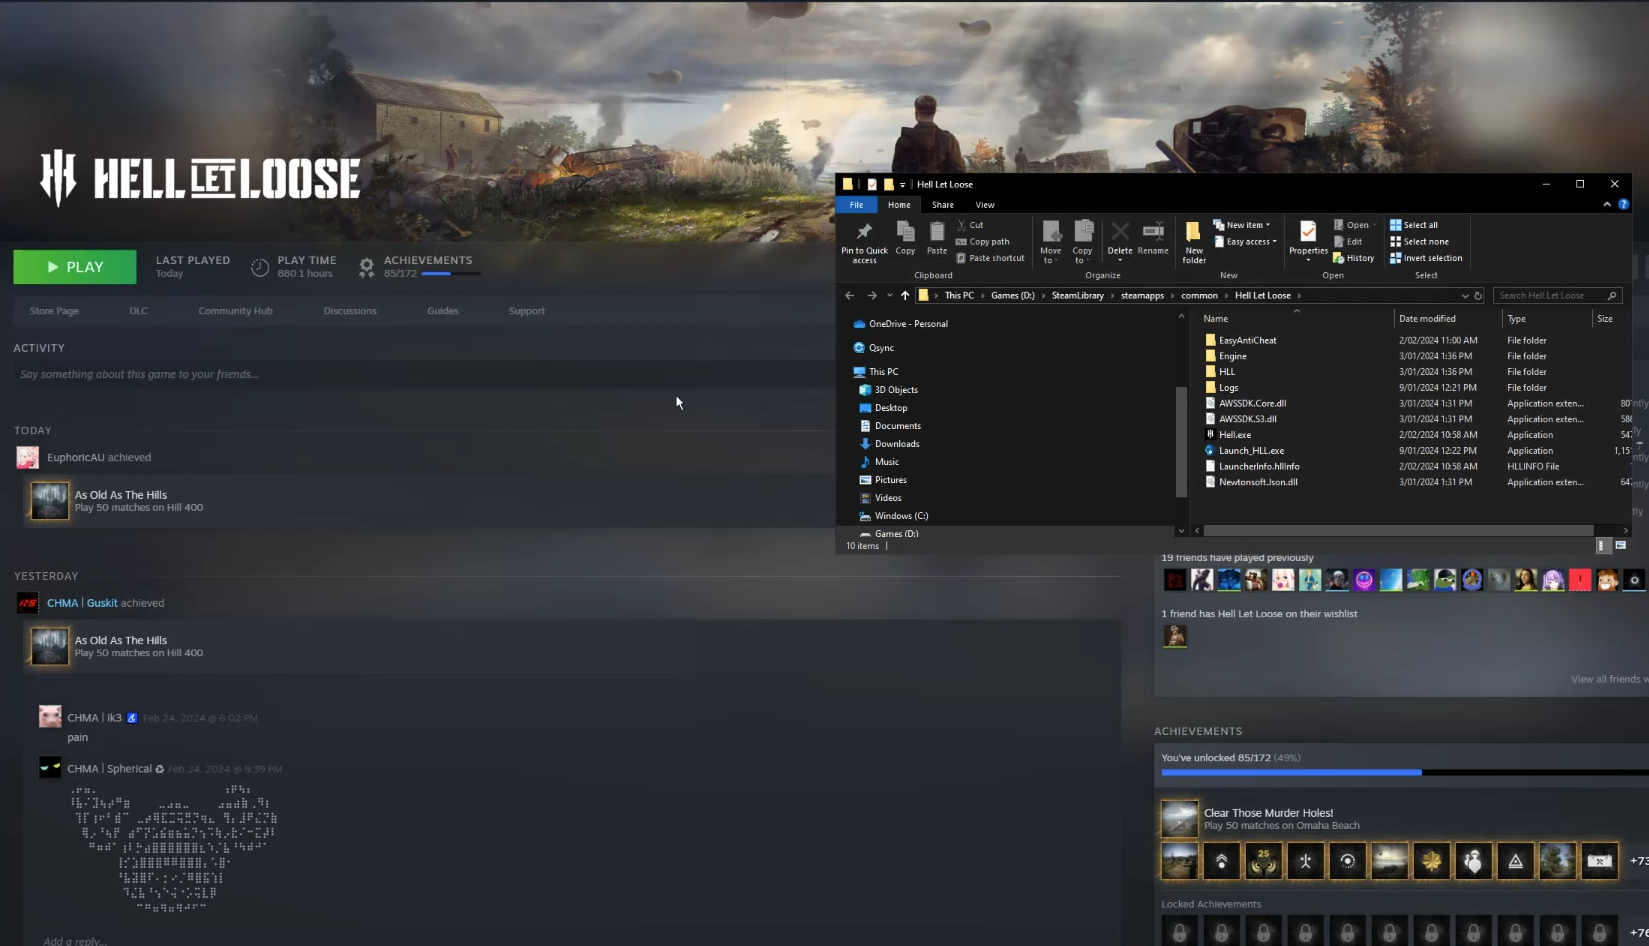 HELL LET LOOSE
PLAY
LAST PLAYED
Today
PLAY TIME
880.1 hours
ACHIEVEMENTS
85/172
Store Page
DLC
Community Hub
Discussions
Guides
Support
ACTIVITY
Say something about this game to your friends...
TODAY
EuphoricAU achieved
As Old As The Hills
Play 50 matches on Hill 400
YESTERDAY
CHMA | Guskit achieved
As Old As The Hills
Play 50 matches on Hill 400
CHMA | ik3 Feb 24, 2024 @ 6:02 PM
pain
CHMA | Spherical ♻ Feb 24, 2024 @ 9:39 PM
Add a reply...
Hell Let Loose
File
Home
Share
View
Pin to Quick
access
Copy
Paste
Cut
Copy path
Paste shortcut
Clipboard
Move
to
Copy
to
Delete
Rename
Organize
New
folder
New item
Easy access
New
Properties
Open
Edit
History
Open
Select all
Select none
Invert selection
Select
This PC › Games (D:) › SteamLibrary › steamapps › common › Hell Let Loose ›
Search Hell Let Loose
OneDrive - Personal
Qsync
This PC
3D Objects
Desktop
Documents
Downloads
Music
Pictures
Videos
Windows (C:)
Games (D:)
Name Date modified Type Size
EasyAntiCheat 2/02/2024 11:00 AM File folder
Engine 3/01/2024 1:36 PM File folder
HLL 3/01/2024 1:36 PM File folder
Logs 9/01/2024 12:21 PM File folder
AWSSDK.Core.dll 3/01/2024 1:31 PM Application exten...
AWSSDK.S3.dll 3/01/2024 1:31 PM Application exten... 586
Hell.exe 2/02/2024 10:58 AM Application 547
Launch_HLL.exe 9/01/2024 12:22 PM Application 1,15
LauncherInfo.hllinfo 2/02/2024 10:58 AM HLLINFO File
Newtonsoft.Json.dll 3/01/2024 1:31 PM Application exten... 647
10 items
19 friends have played previously
1 friend has Hell Let Loose on their wishlist
View all friends w
ACHIEVEMENTS
You've unlocked 85/172 (49%)
Clear Those Murder Holes!
Play 50 matches on Omaha Beach
25
+73
Locked Achievements